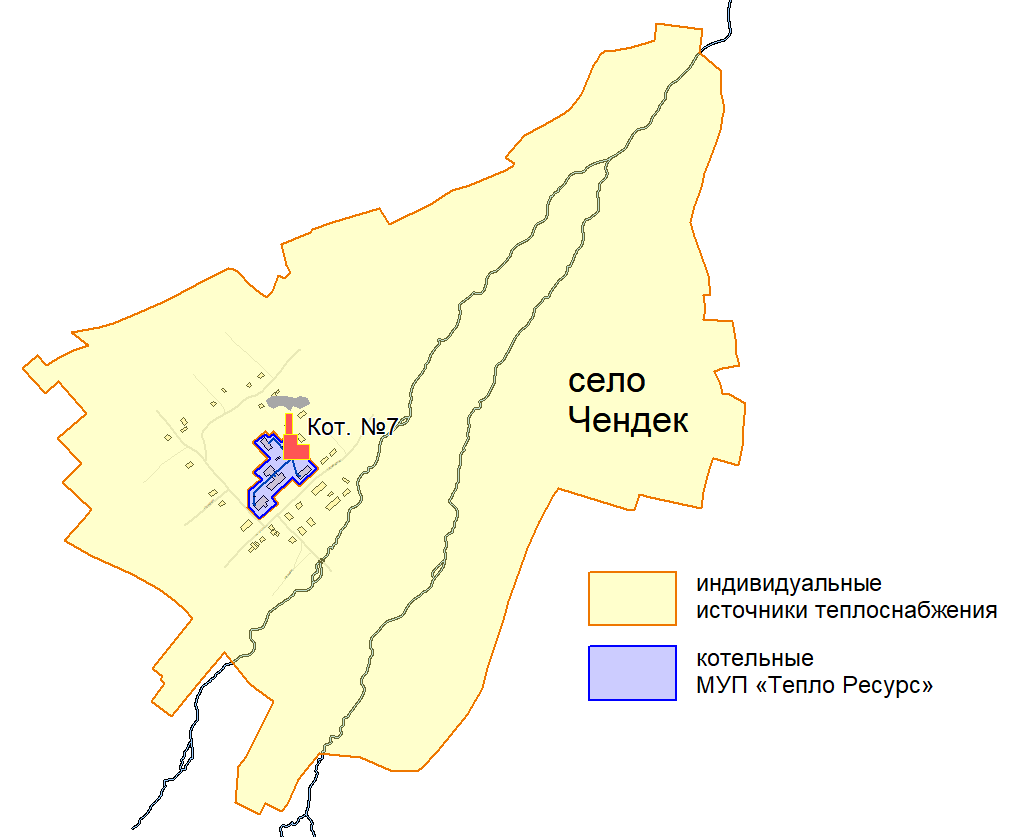 Кот. №7
село
Чендек
индивидуальные
источники теплоснабжения
котельные
МУП «Тепло Ресурс»